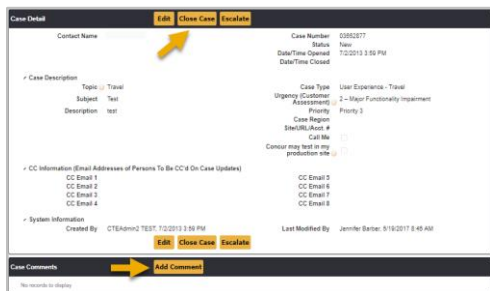 Case Detail Edit Close Case Escalate
Contact Name Case Number 03652877
Status New
Date/Time Opened 7/2/2013 3:59 PM
Date/Time Closed
Case Description
Topic Travel Case Type User Experience - Travel
Subject Test Urgency (Customer Assessment) 2 – Major Functionality Impairment
Description test Priority Priority 3
Case Region
Site/URL/Acct. #
Call Me
Concur may test in my production site
CC Information (Email Addresses of Persons To Be CC'd On Case Updates)
CC Email 1 CC Email 5
CC Email 2 CC Email 6
CC Email 3 CC Email 7
CC Email 4 CC Email 8
System Information
Created By CTEAdmin2 TEST, 7/2/2013 3:59 PM Last Modified By Jennifer Barber, 5/19/2017 8:46 AM
Edit Close Case Escalate
Case Comments Add Comment
No records to display